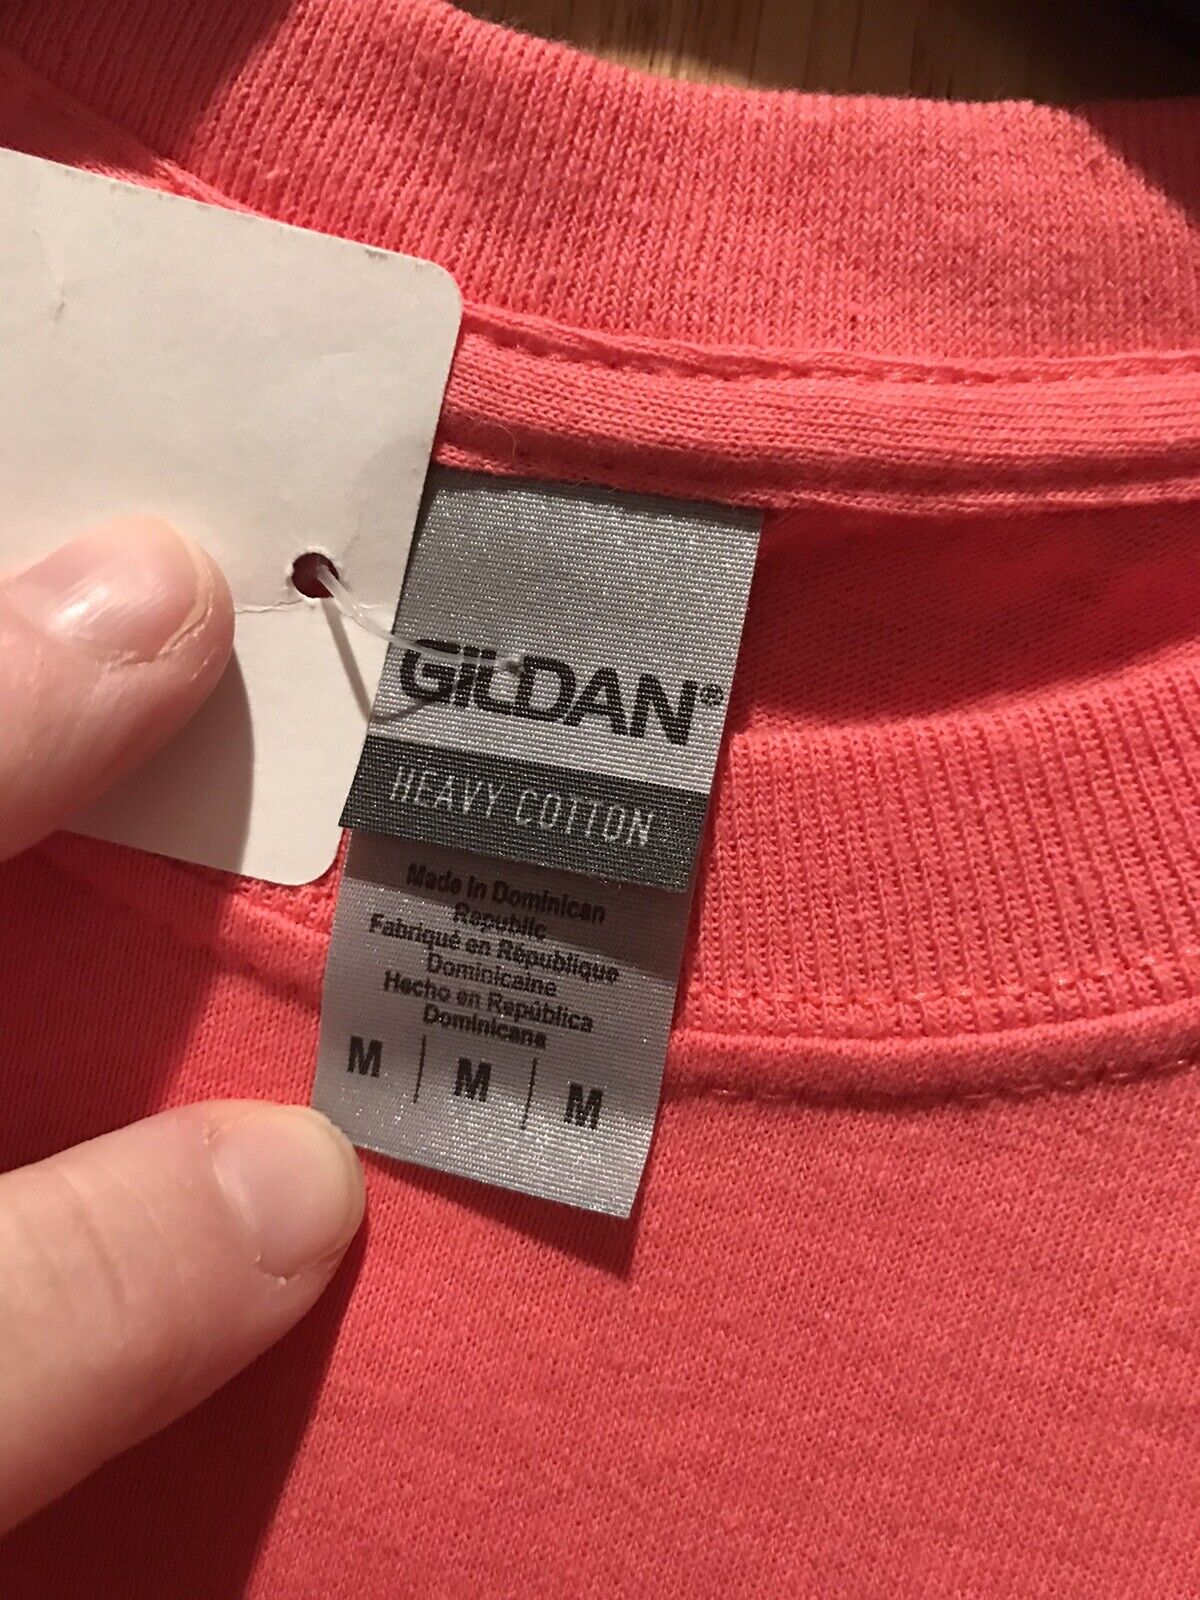 GILDAN®
HEAVY COTTON
Made in Dominican
Republic
Fabriqué en République
Dominicaine
Hecho en República
Dominicana
M | M | M